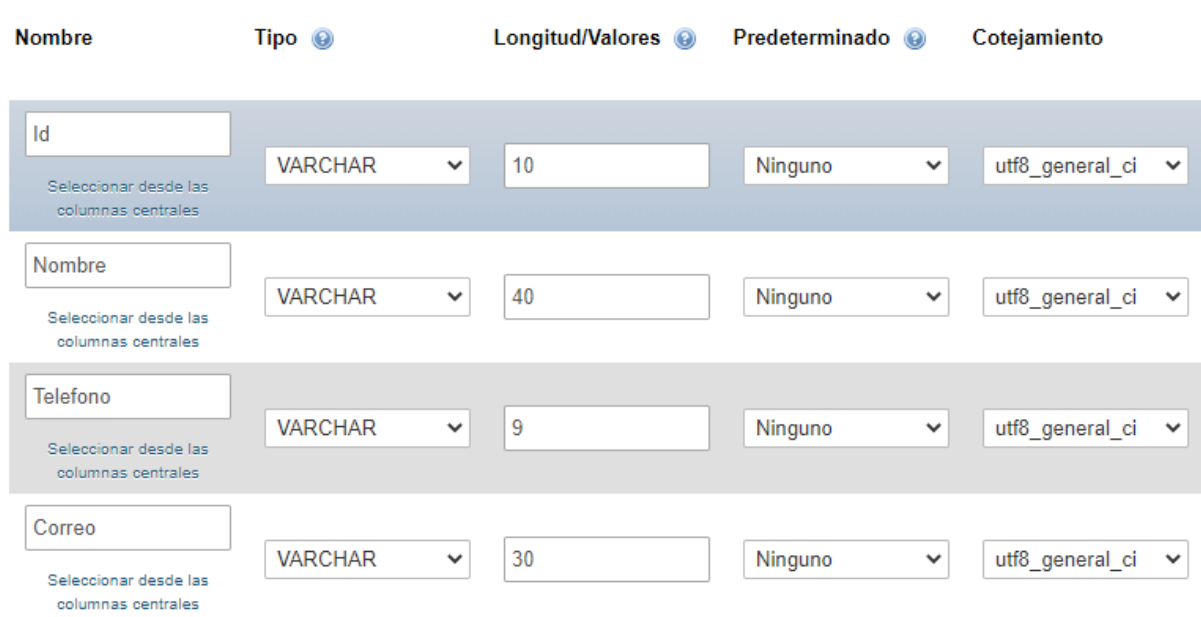 Nombre Tipo Longitud/Valores Predeterminado Cotejamiento
Id
VARCHAR 10 Ninguno utf8_general_ci
Seleccionar desde las
columnas centrales
Nombre
VARCHAR 40 Ninguno utf8_general_ci
Seleccionar desde las
columnas centrales
Telefono
VARCHAR 9 Ninguno utf8_general_ci
Seleccionar desde las
columnas centrales
Correo
VARCHAR 30 Ninguno utf8_general_ci
Seleccionar desde las
columnas centrales